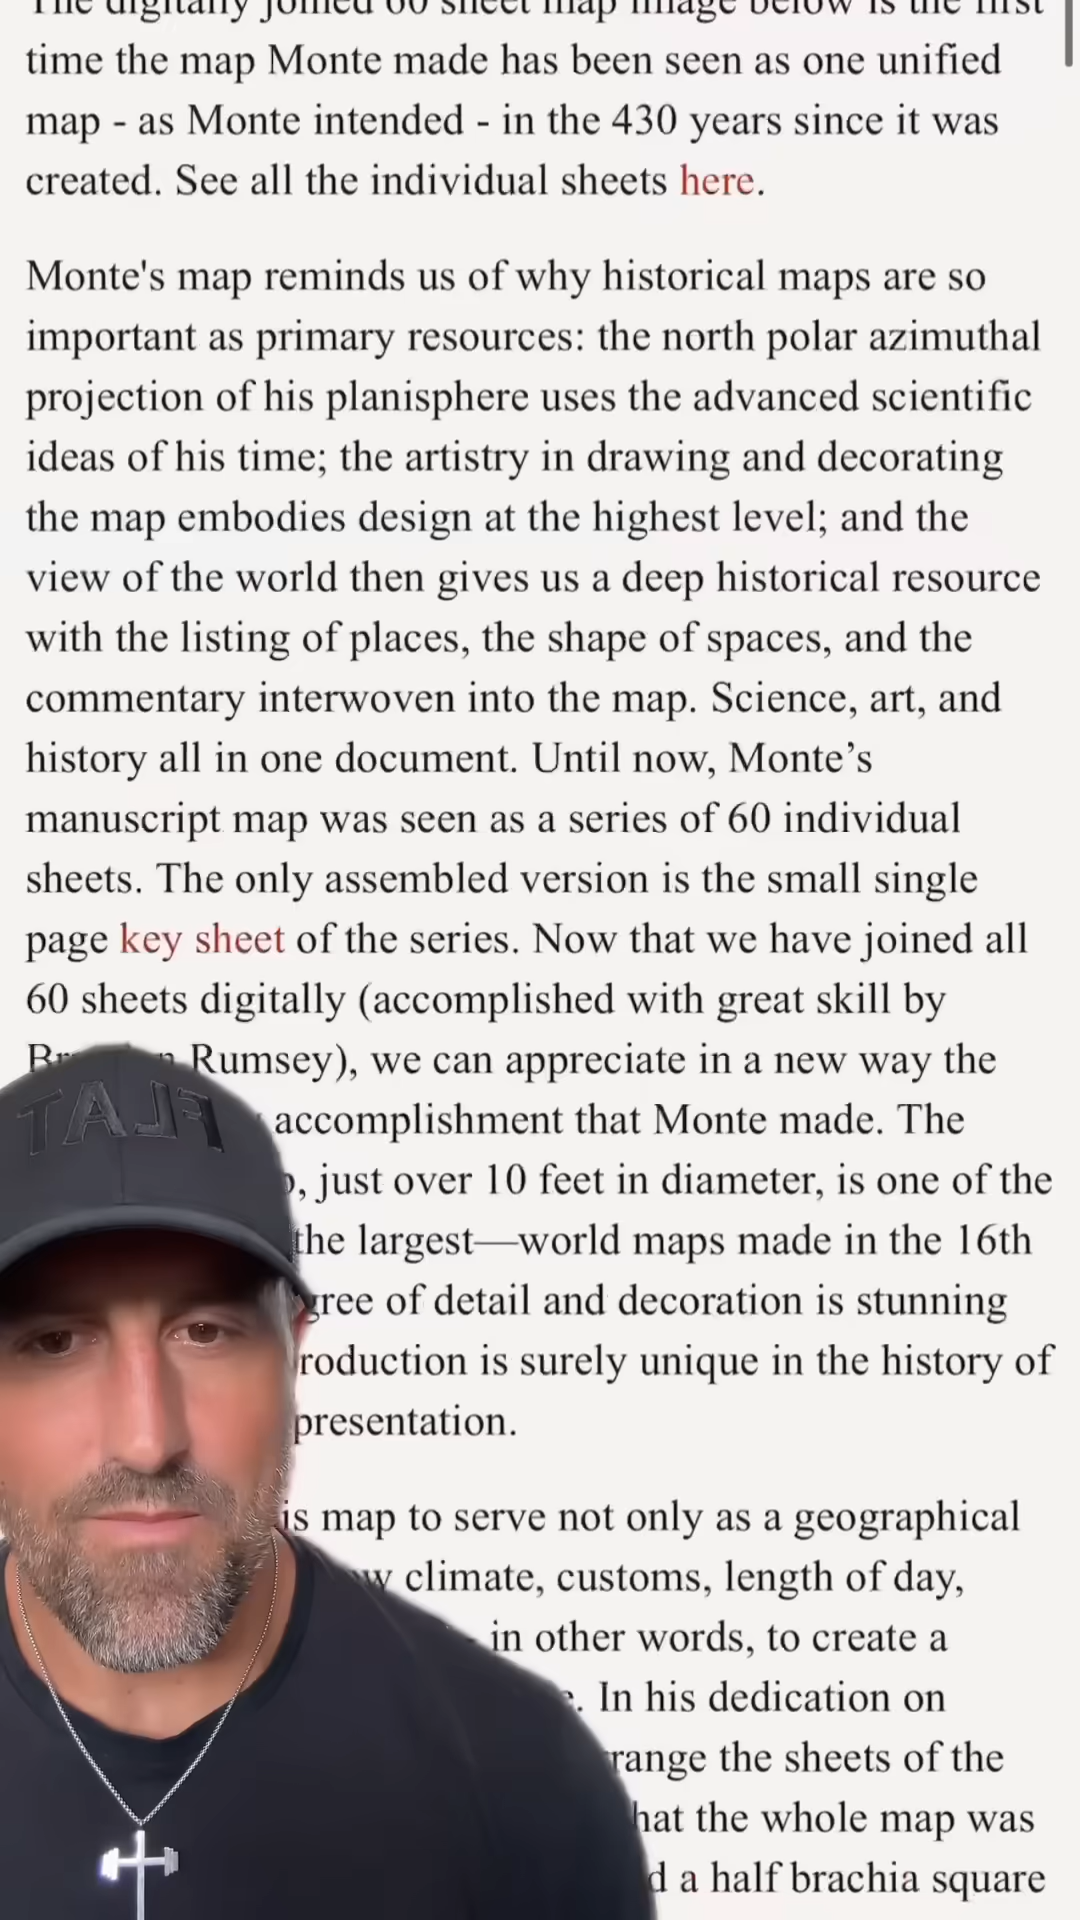 The digitally joined 60 sheet map image below is the first
time the map Monte made has been seen as one unified
map - as Monte intended - in the 430 years since it was
created. See all the individual sheets here.
Monte's map reminds us of why historical maps are so
important as primary resources: the north polar azimuthal
projection of his planisphere uses the advanced scientific
ideas of his time; the artistry in drawing and decorating
the map embodies design at the highest level; and the
view of the world then gives us a deep historical resource
with the listing of places, the shape of spaces, and the
commentary interwoven into the map. Science, art, and
history all in one document. Until now, Monte’s
manuscript map was seen as a series of 60 individual
sheets. The only assembled version is the small single
page key sheet of the series. Now that we have joined all
60 sheets digitally (accomplished with great skill by
Rumsey), we can appreciate in a new way the
accomplishment that Monte made. The
, just over 10 feet in diameter, is one of the
the largest—world maps made in the 16th
gree of detail and decoration is stunning
roduction is surely unique in the history of
presentation.
is map to serve not only as a geographical
w climate, customs, length of day,
- in other words, to create a
. In his dedication on
range the sheets of the
hat the whole map was
d a half brachia square
FLAT